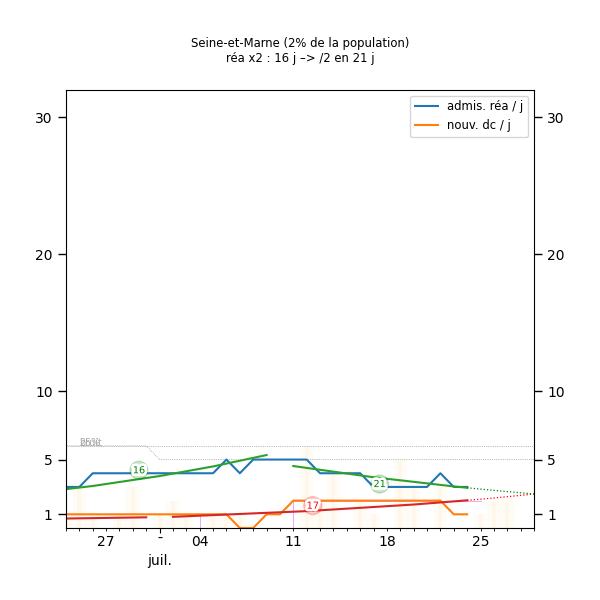 Seine-et-Marne (2% de la population)
réa x2 : 16 j –> /2 en 21 j
admis. réa / j
nouv. dc / j
30 30
20 20
10 10
5 5
1 1
16
21
17
27 - 04 11 18 25
juil.